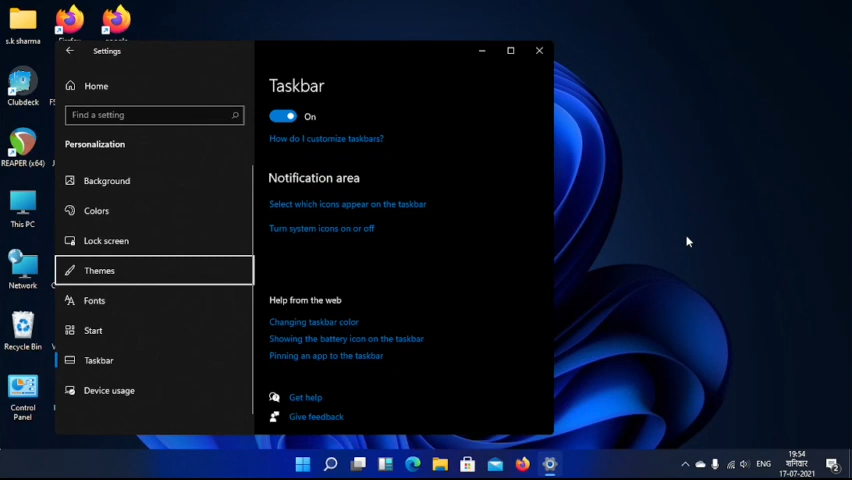 s.k sharma
Firefox
google
Clubdeck
REAPER (x64)
This PC
Network
Recycle Bin
Control
Panel
Settings
Home
Find a setting
Personalization
Background
Colors
Lock screen
Themes
Fonts
Start
Taskbar
Device usage
Taskbar
On
How do I customize taskbars?
Notification area
Select which icons appear on the taskbar
Turn system icons on or off
Help from the web
Changing taskbar color
Showing the battery icon on the taskbar
Pinning an app to the taskbar
Get help
Give feedback
ENG
19:54
शनिवार
17-07-2021
2